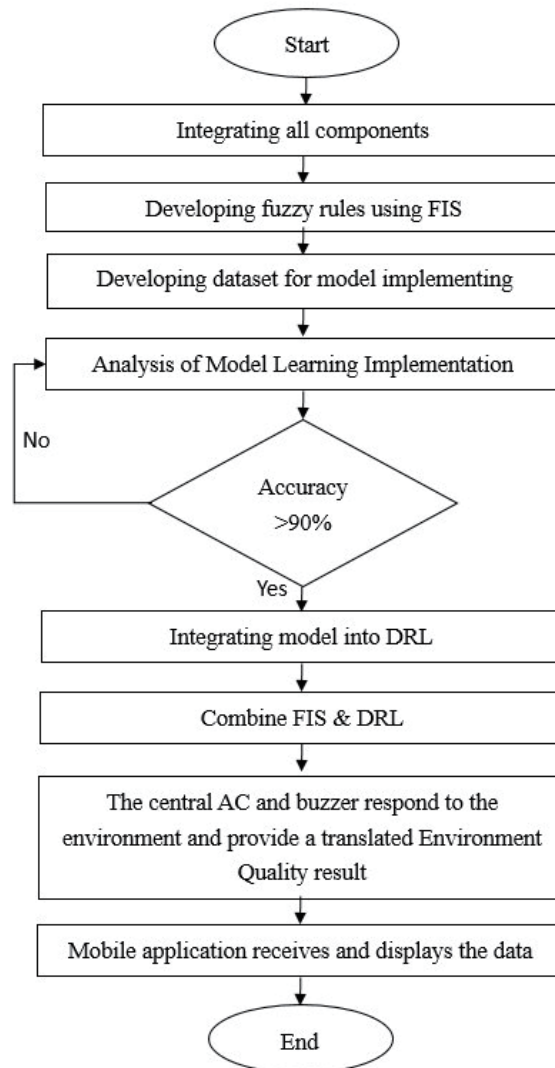 Start
Integrating all components
Developing fuzzy rules using FIS
Developing dataset for model implementing
Analysis of Model Learning Implementation
No
Accuracy
>90%
Yes
Integrating model into DRL
Combine FIS & DRL
The central AC and buzzer respond to the
environment and provide a translated Environment
Quality result
Mobile application receives and displays the data
End